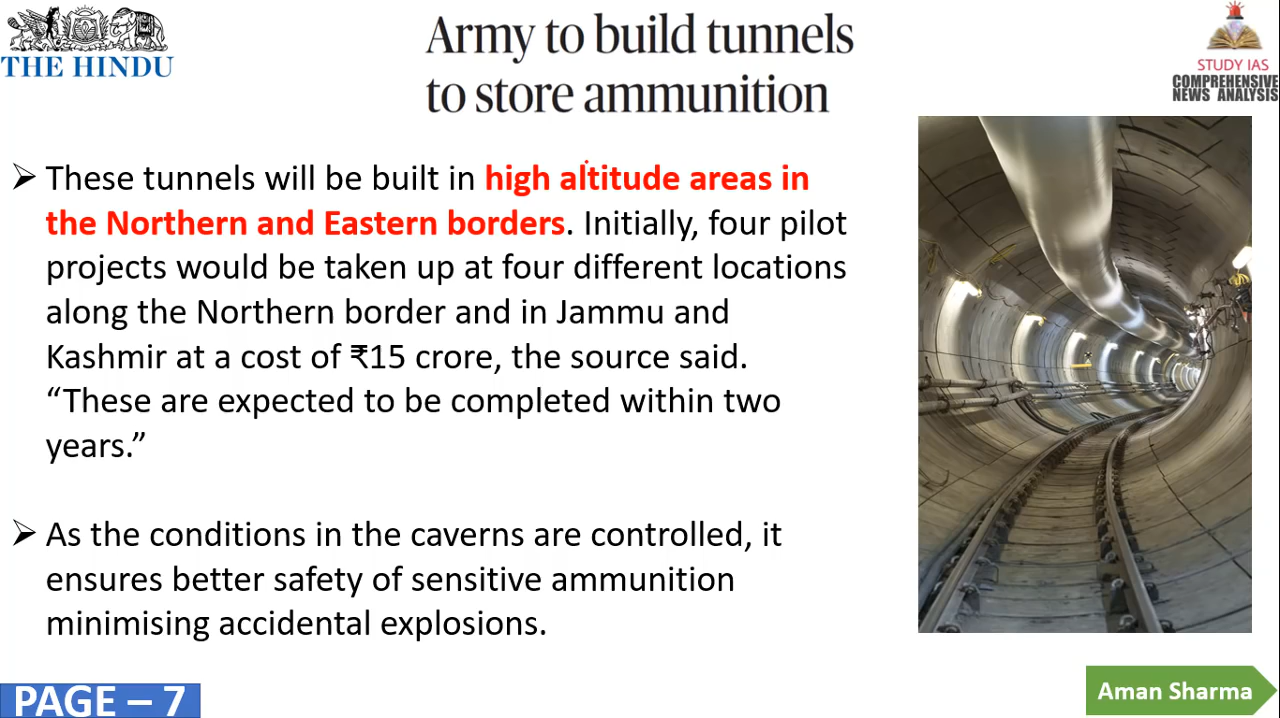 THE HINDU
Army to build tunnels
to store ammunition
STUDY IAS
COMPREHENSIVE
NEWS ANALYSIS
➢ These tunnels will be built in high altitude areas in
the Northern and Eastern borders. Initially, four pilot
projects would be taken up at four different locations
along the Northern border and in Jammu and
Kashmir at a cost of ₹15 crore, the source said.
“These are expected to be completed within two
years.”
➢ As the conditions in the caverns are controlled, it
ensures better safety of sensitive ammunition
minimising accidental explosions.
PAGE – 7
Aman Sharma